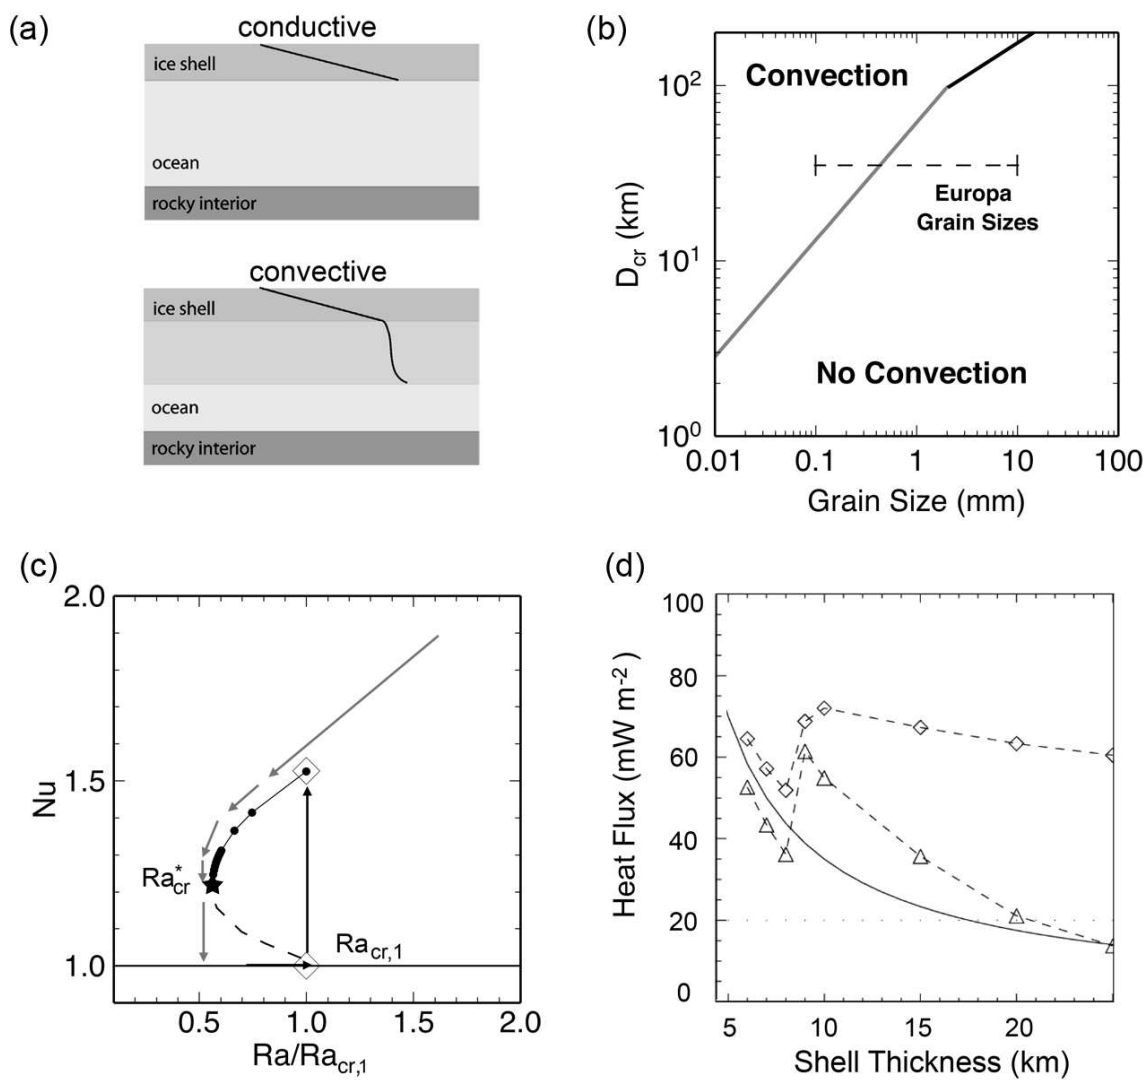 (a)
conductive
ice shell
ocean
rocky interior
convective
ice shell
ocean
rocky interior
(b)
Convection
Europa
Grain Sizes
No Convection
10²
10¹
10⁰
D_cr (km)
0.01 0.1 1 10 100
Grain Size (mm)
(c)
2.0
1.5
1.0
Nu
Ra*_cr
Ra_cr,1
0.5 1.0 1.5 2.0
Ra/Ra_cr,1
(d)
100
80
60
40
20
0
Heat Flux (mW m⁻²)
5 10 15 20
Shell Thickness (km)